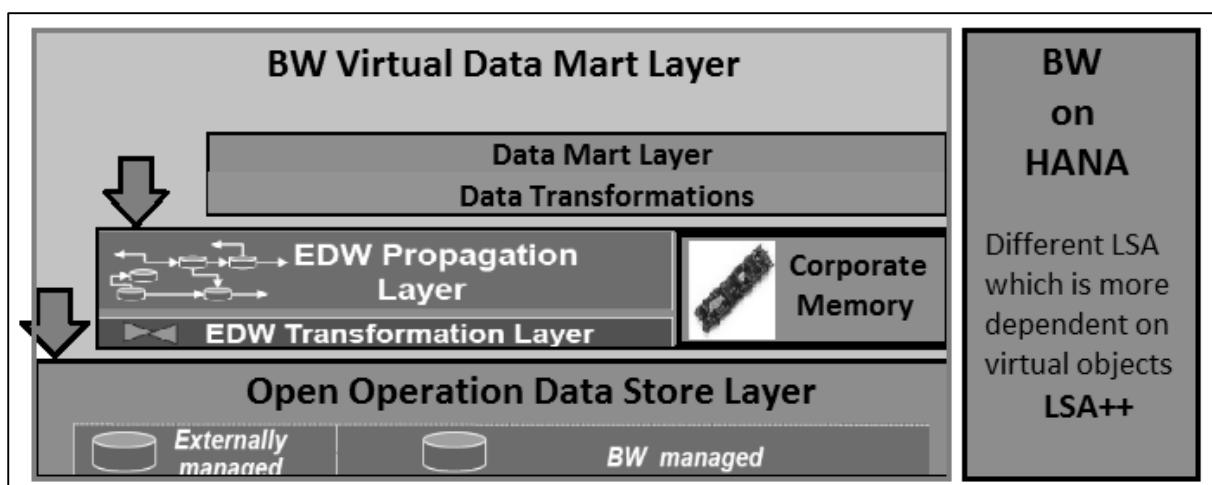 BW Virtual Data Mart Layer
Data Mart Layer
Data Transformations
EDW Propagation
Layer
EDW Transformation Layer
Corporate
Memory
Open Operation Data Store Layer
Externally
managed
BW managed
BW
on
HANA
Different LSA
which is more
dependent on
virtual objects
LSA++